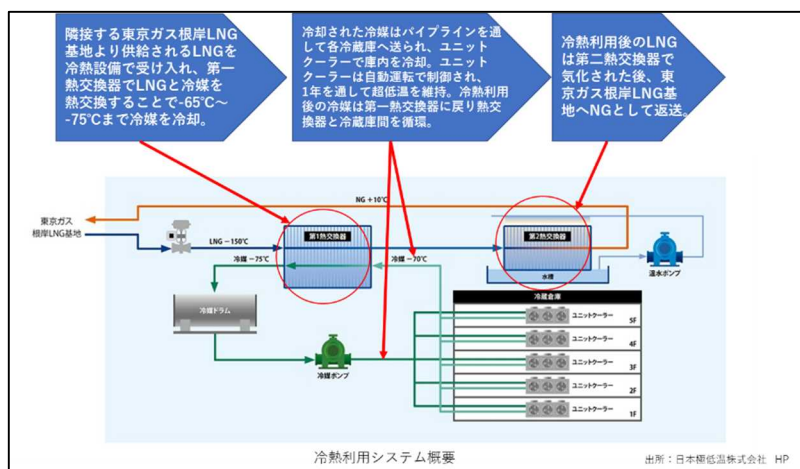 隣接する東京ガス根岸LNG
基地より供給されるLNGを
冷熱設備で受け入れ、第一
熱交換器でLNGと冷媒を
熱交換することで-65℃~
-75℃まで冷媒を冷却。
冷却された冷媒はパイプラインを通
して各冷蔵庫へ送られ、ユニット
クーラーで庫内を冷却。ユニット
クーラーは自動運転で制御され、
1年を通して超低温を維持。冷熱利用
後の冷媒は第一熱交換器に戻り熱交
換器と冷蔵庫間を循環。
冷熱利用後のLNG
は第二熱交換器で
気化された後、東
京ガス根岸LNG基
地へNGとして返送。
NG +10℃
東京ガス
根岸LNG基地
LNG −150℃
第1熱交換器
第2熱交換器
冷媒 −75℃
冷媒 −70℃
水槽
温水ポンプ
冷媒ドラム
冷媒ポンプ
冷蔵倉庫
ユニットクーラー 5F
ユニットクーラー 4F
ユニットクーラー 3F
ユニットクーラー 2F
ユニットクーラー 1F
冷熱利用システム概要
出所：日本極低温株式会社 HP